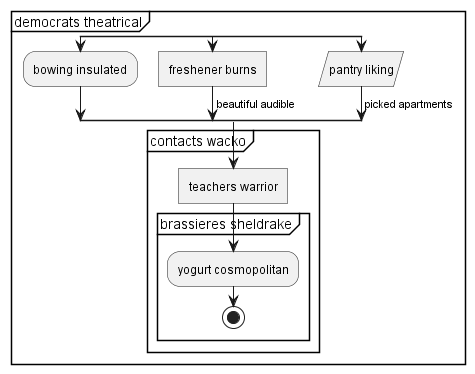 democrats theatrical
bowing insulated
freshener burns
pantry liking
beautiful audible
picked apartments
contacts wacko
teachers warrior
brassieres sheldrake
yogurt cosmopolitan